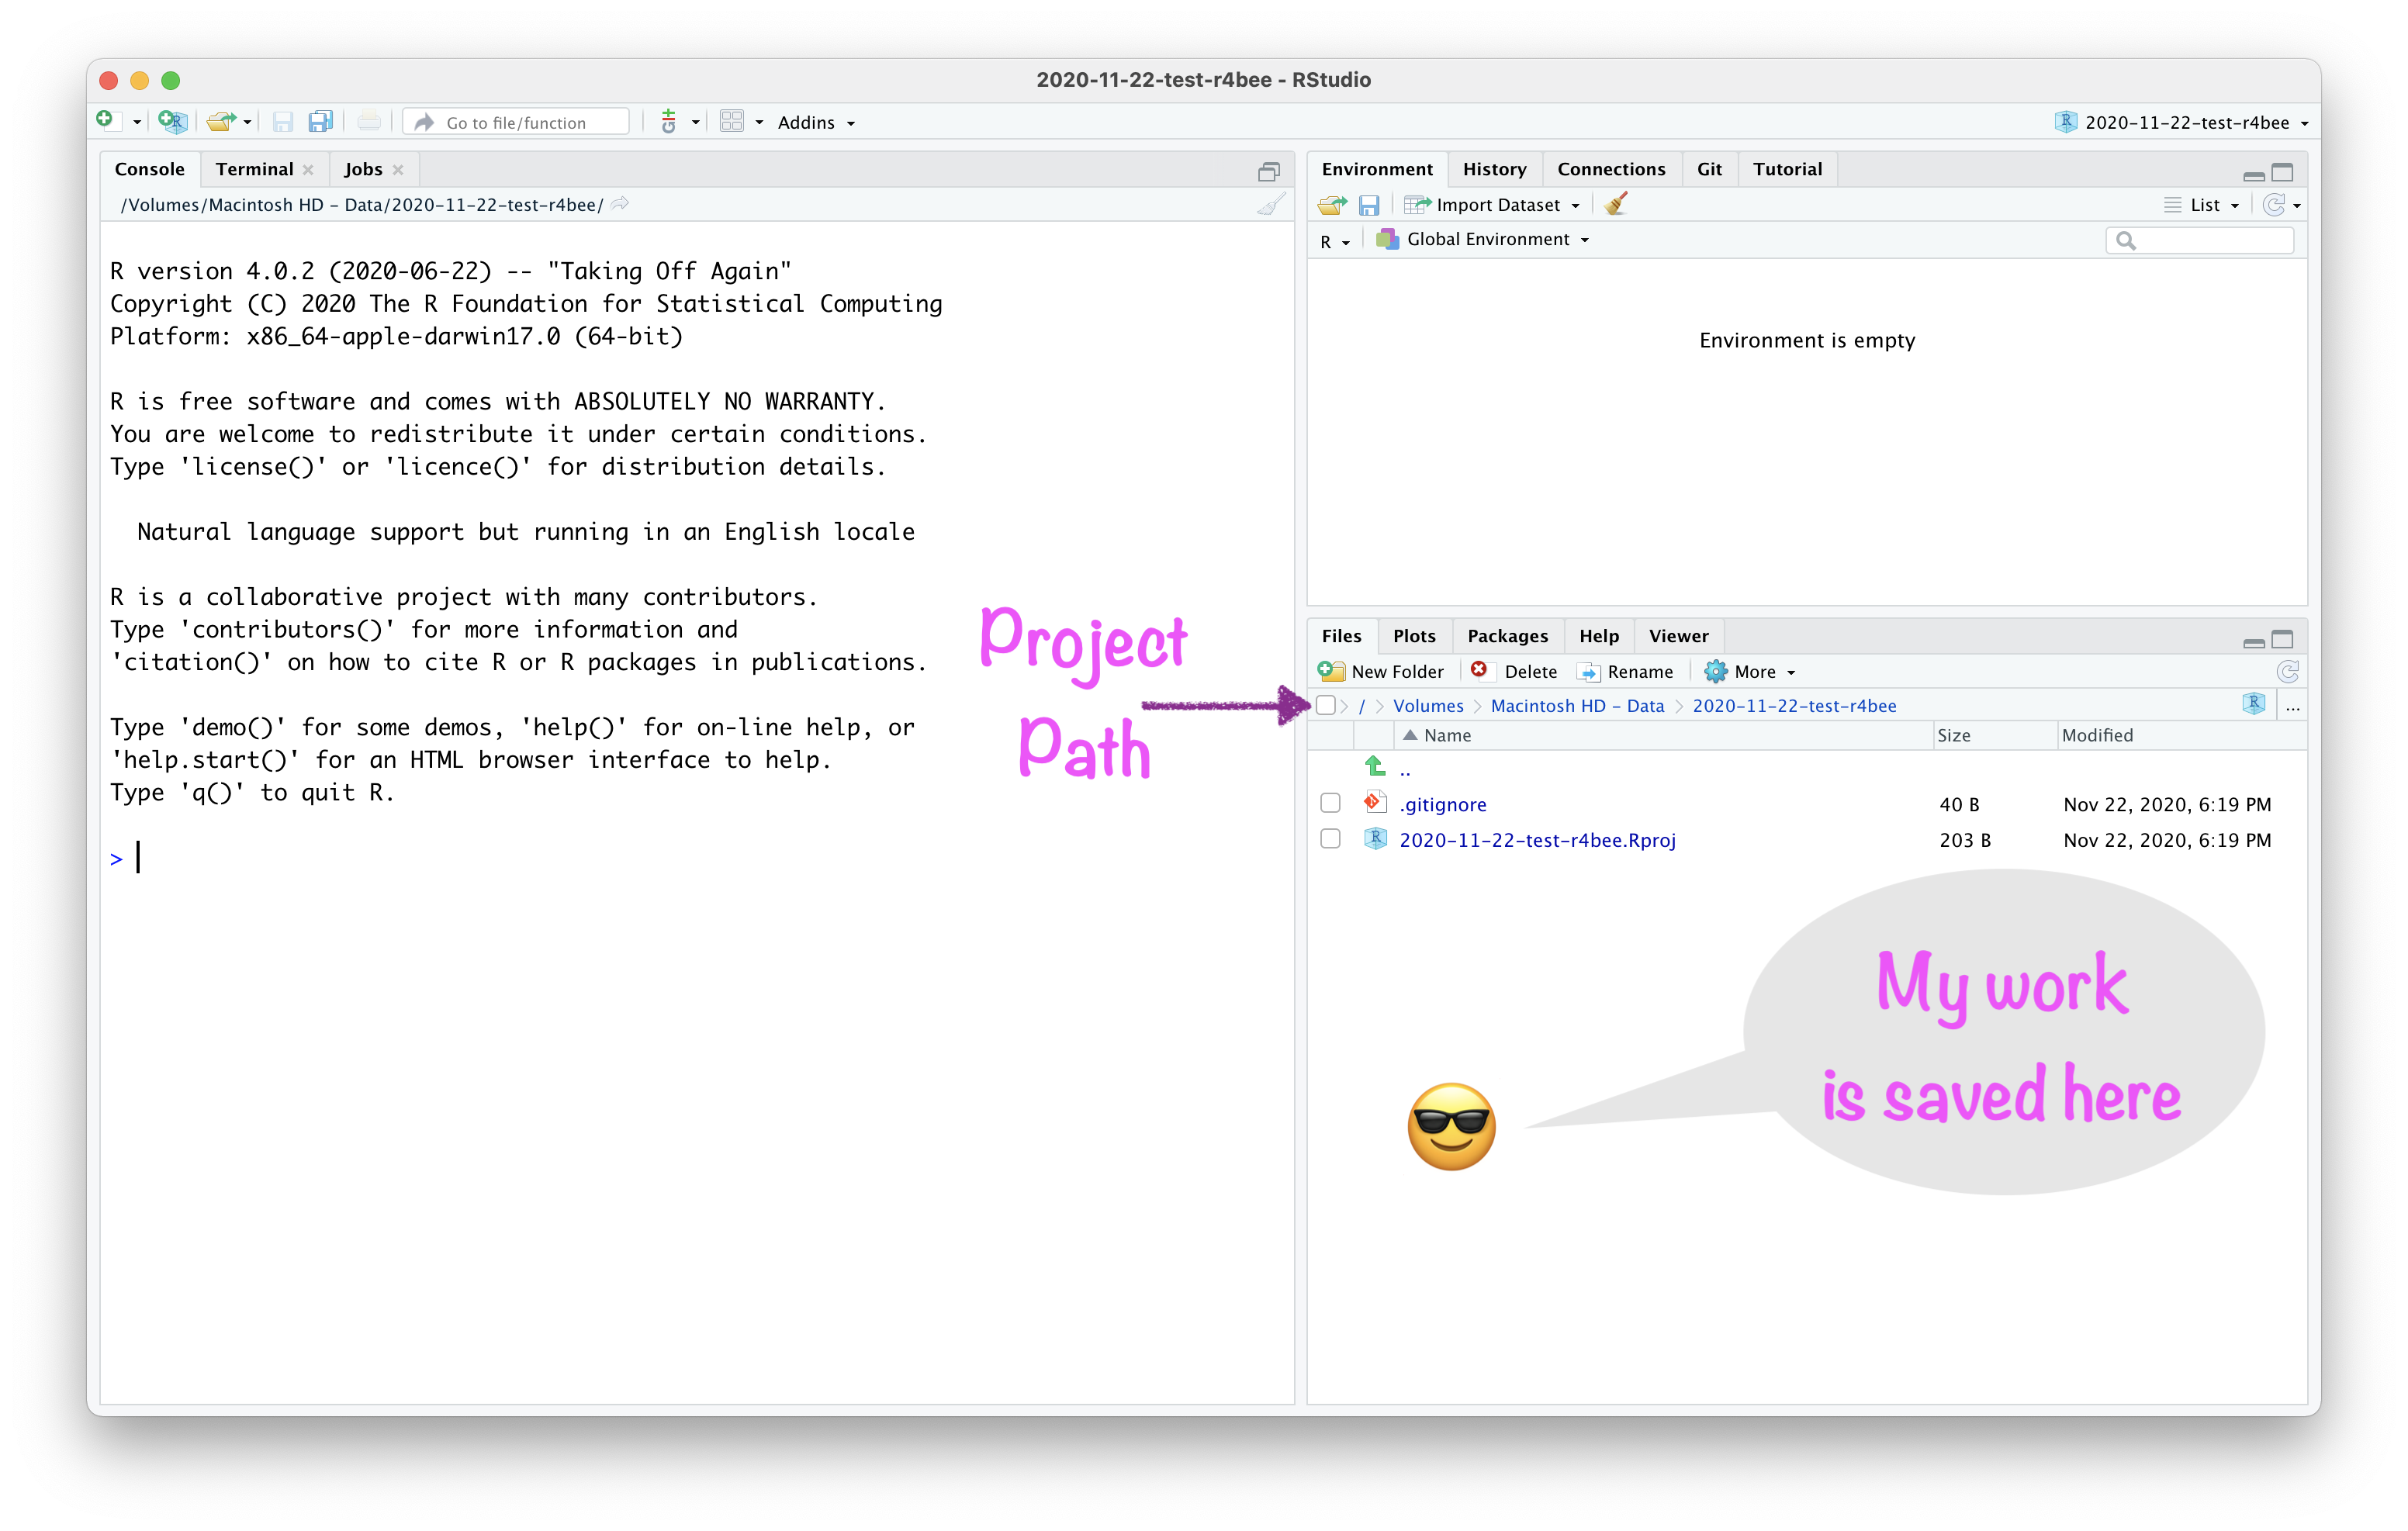 2020-11-22-test-r4bee - RStudio
Go to file/function
Addins
2020-11-22-test-r4bee
Console Terminal Jobs
/Volumes/Macintosh HD - Data/2020-11-22-test-r4bee/
R version 4.0.2 (2020-06-22) -- "Taking Off Again"
Copyright (C) 2020 The R Foundation for Statistical Computing
Platform: x86_64-apple-darwin17.0 (64-bit)
R is free software and comes with ABSOLUTELY NO WARRANTY.
You are welcome to redistribute it under certain conditions.
Type 'license()' or 'licence()' for distribution details.
Natural language support but running in an English locale
R is a collaborative project with many contributors.
Type 'contributors()' for more information and
'citation()' on how to cite R or R packages in publications.
Type 'demo()' for some demos, 'help()' for on-line help, or
'help.start()' for an HTML browser interface to help.
Type 'q()' to quit R.
>
Project
Path
Environment History Connections Git Tutorial
Import Dataset List
R Global Environment
Environment is empty
Files Plots Packages Help Viewer
New Folder Delete Rename More
/ > Volumes > Macintosh HD - Data > 2020-11-22-test-r4bee ...
Name Size Modified
..
.gitignore 40 B Nov 22, 2020, 6:19 PM
2020-11-22-test-r4bee.Rproj 203 B Nov 22, 2020, 6:19 PM
My work
is saved here